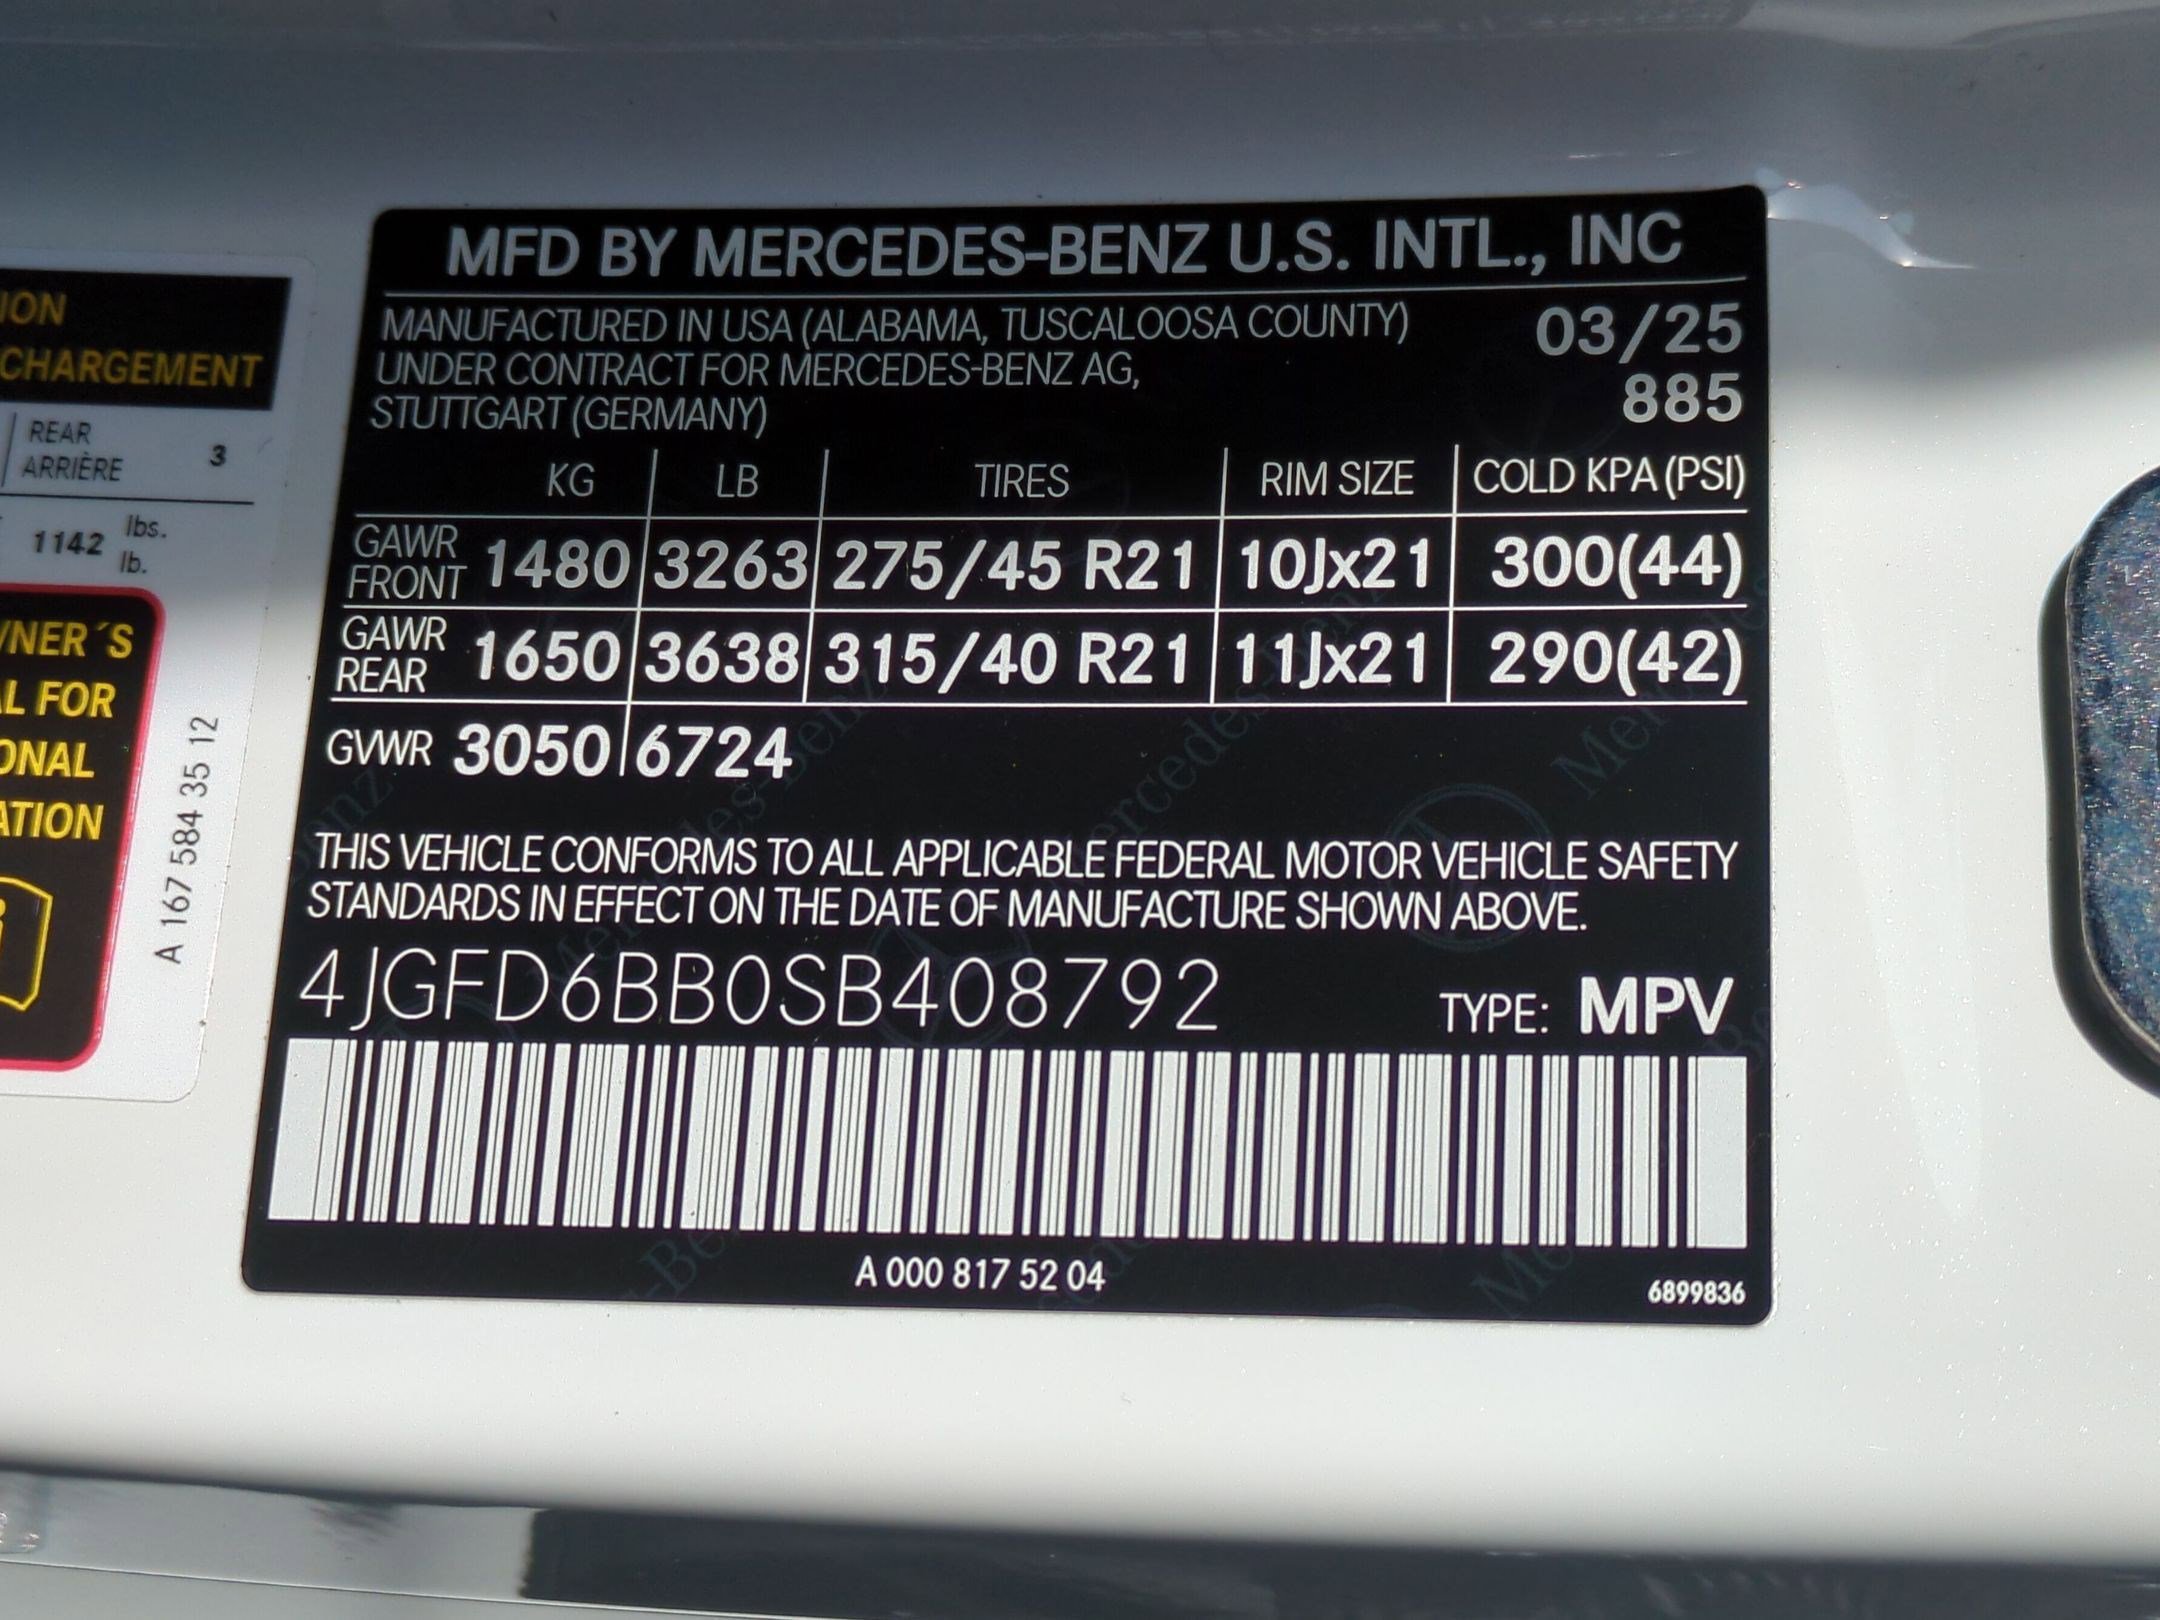 ION
CHARGEMENT
REAR
ARRIÈRE 3
1142 lbs.
lb.
NER´S
L FOR
ONAL
ATION
A 167 584 35 12
MFD BY MERCEDES-BENZ U.S. INTL., INC
MANUFACTURED IN USA (ALABAMA, TUSCALOOSA COUNTY) 03/25
UNDER CONTRACT FOR MERCEDES-BENZ AG, 885
STUTTGART (GERMANY)
KG LB TIRES RIM SIZE COLD KPA (PSI)
GAWR FRONT 1480 3263 275/45 R21 10Jx21 300(44)
GAWR REAR 1650 3638 315/40 R21 11Jx21 290(42)
GVWR 3050 6724
THIS VEHICLE CONFORMS TO ALL APPLICABLE FEDERAL MOTOR VEHICLE SAFETY
STANDARDS IN EFFECT ON THE DATE OF MANUFACTURE SHOWN ABOVE.
4JGFD6BB0SB408792 TYPE: MPV
A 000 817 52 04
6899836